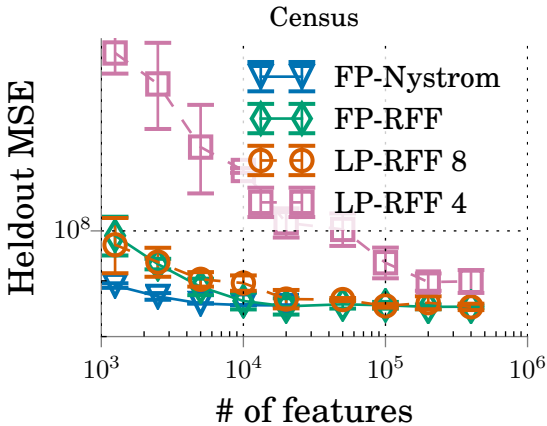 Census
Heldout MSE
10^8
FP-Nystrom
FP-RFF
LP-RFF 8
LP-RFF 4
10^3 10^4 10^5 10^6
# of features